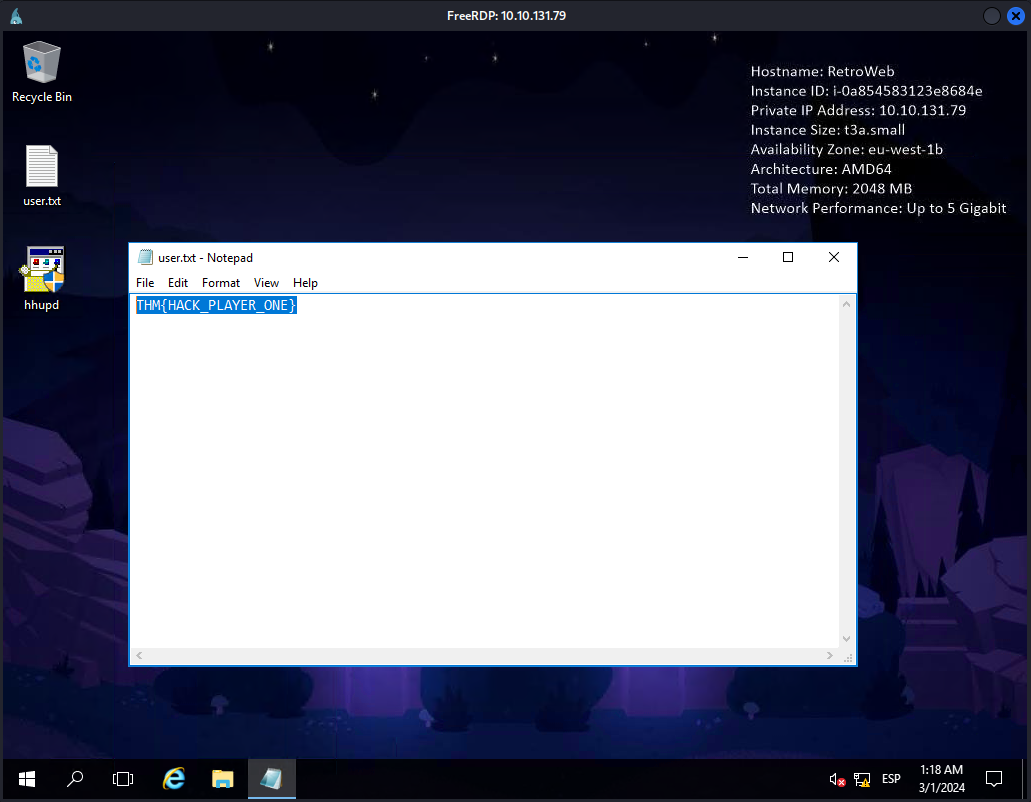 FreeRDP: 10.10.131.79
Recycle Bin
user.txt
hhupd
Hostname: RetroWeb
Instance ID: i-0a854583123e8684e
Private IP Address: 10.10.131.79
Instance Size: t3a.small
Availability Zone: eu-west-1b
Architecture: AMD64
Total Memory: 2048 MB
Network Performance: Up to 5 Gigabit
user.txt - Notepad
File Edit Format View Help
THM{HACK_PLAYER_ONE}
ESP
1:18 AM
3/1/2024